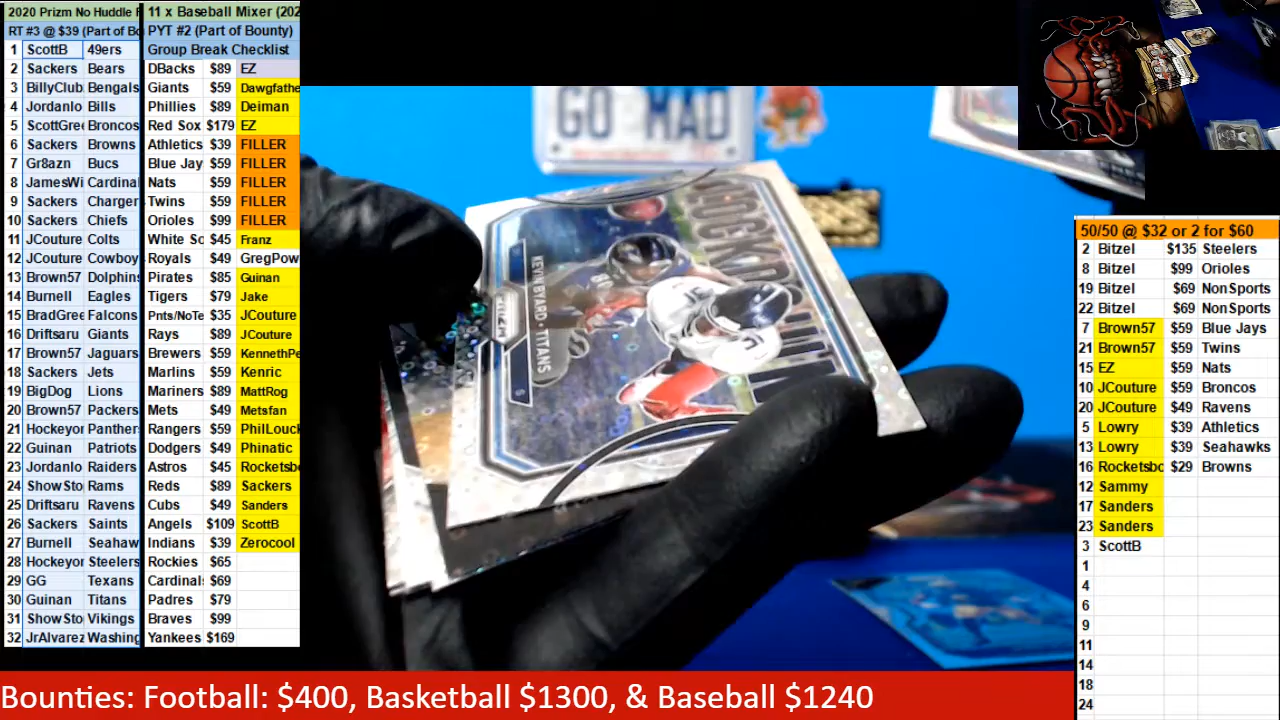 2020 Prizm No Huddle F
RT #3 @ $39 (Part of Bo
1 ScottB 49ers
2 Sackers Bears
3 BillyClub Bengals
4 Jordanlo Bills
5 ScottGree Broncos
6 Sackers Browns
7 Gr8azn Bucs
8 JamesWi Cardina
9 Sackers Charger
10 Sackers Chiefs
11 JCouture Colts
12 JCouture Cowboy
13 Brown57 Dolphin
14 Burnell Eagles
15 BradGree Falcons
16 Driftsaru Giants
17 Brown57 Jaguars
18 Sackers Jets
19 BigDog Lions
20 Brown57 Packers
21 Hockeyor Panther
22 Guinan Patriots
23 Jordanlo Raiders
24 ShowSto Rams
25 Driftsaru Ravens
26 Sackers Saints
27 Burnell Seahaw
28 Hockeyor Steelers
29 GG Texans
30 Guinan Titans
31 ShowSto Vikings
32 JrAlvarez Washing
11 x Baseball Mixer (202
PYT #2 (Part of Bounty)
Group Break Checklist
DBacks $89 EZ
Giants $59 Dawgfathe
Phillies $89 Deiman
Red Sox $179 EZ
Athletics $39 FILLER
Blue Jay $59 FILLER
Nats $59 FILLER
Twins $59 FILLER
Orioles $99 FILLER
White So $45 Franz
Royals $49 GregPow
Pirates $85 Guinan
Tigers $79 Jake
Pnts/NoTe $35 JCouture
Rays $89 JCouture
Brewers $59 KennethPe
Marlins $59 Kenric
Mariners $89 MattRog
Mets $49 Metsfan
Rangers $59 PhilLouck
Dodgers $49 Phinatic
Astros $45 Rocketsbo
Reds $89 Sackers
Cubs $49 Sanders
Angels $109 ScottB
Indians $39 Zerocool
Rockies $65
Cardinals $69
Padres $79
Braves $99
Yankees $169
GO MAD
KEVIN BYARD • TITANS
PRIZM
50/50 @ $32 or 2 for $60
2 Bitzel $135 Steelers
8 Bitzel $99 Orioles
19 Bitzel $69 NonSports
22 Bitzel $69 NonSports
7 Brown57 $59 Blue Jays
21 Brown57 $59 Twins
15 EZ $59 Nats
10 JCouture $59 Broncos
20 JCouture $49 Ravens
5 Lowry $39 Athletics
13 Lowry $39 Seahawks
16 Rocketsbo $29 Browns
12 Sammy
17 Sanders
23 Sanders
3 ScottB
1
4
6
9
11
14
18
24
Bounties: Football: $400, Basketball $1300, & Baseball $1240